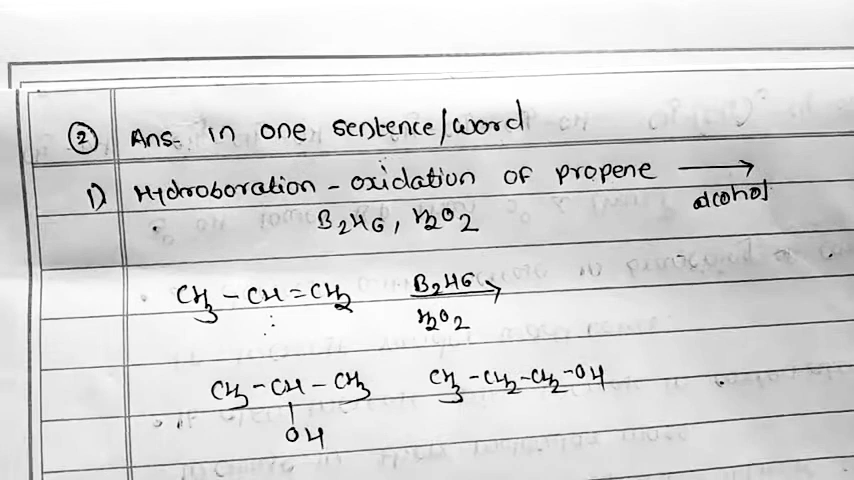 ② Ans. in one sentence/word
1) Hydroboration - oxidation of propene ⟶
alcohol
B2H6, H2O2
CH3 - CH = CH2 B2H6 ⟶
H2O2
CH3 - CH - CH3 CH3 - CH2 - CH2 - OH
|
OH